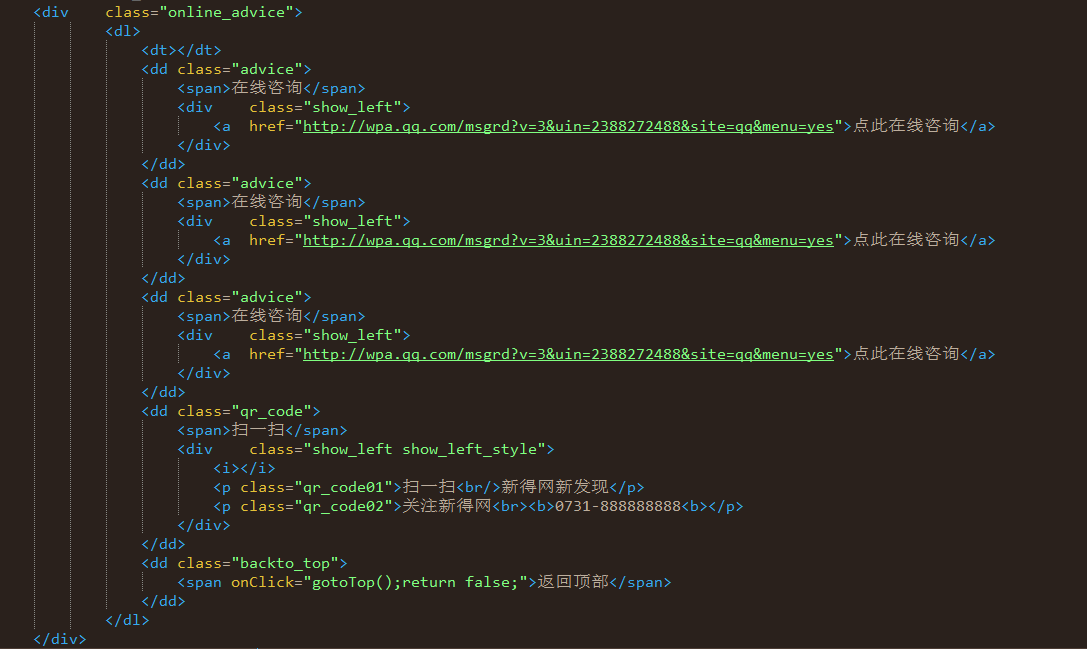 <div    class="online_advice">
<dl>
<dt></dt>
<dd class="advice">
<span>在线咨询</span>
<div    class="show_left">
<a  href="http://wpa.qq.com/msgrd?v=3&uin=2388272488&site=qq&menu=yes">点此在线咨询</a>
</div>
</dd>
<dd class="advice">
<span>在线咨询</span>
<div    class="show_left">
<a  href="http://wpa.qq.com/msgrd?v=3&uin=2388272488&site=qq&menu=yes">点此在线咨询</a>
</div>
</dd>
<dd class="advice">
<span>在线咨询</span>
<div    class="show_left">
<a  href="http://wpa.qq.com/msgrd?v=3&uin=2388272488&site=qq&menu=yes">点此在线咨询</a>
</div>
</dd>
<dd class="qr_code">
<span>扫一扫</span>
<div    class="show_left show_left_style">
<i></i>
<p class="qr_code01">扫一扫<br/>新得网新发现</p>
<p class="qr_code02">关注新得网<br><b>0731-888888888<b></p>
</div>
</dd>
<dd class="backto_top">
<span onClick="gotoTop();return false;">返回顶部</span>
</dd>
</dl>
</div>